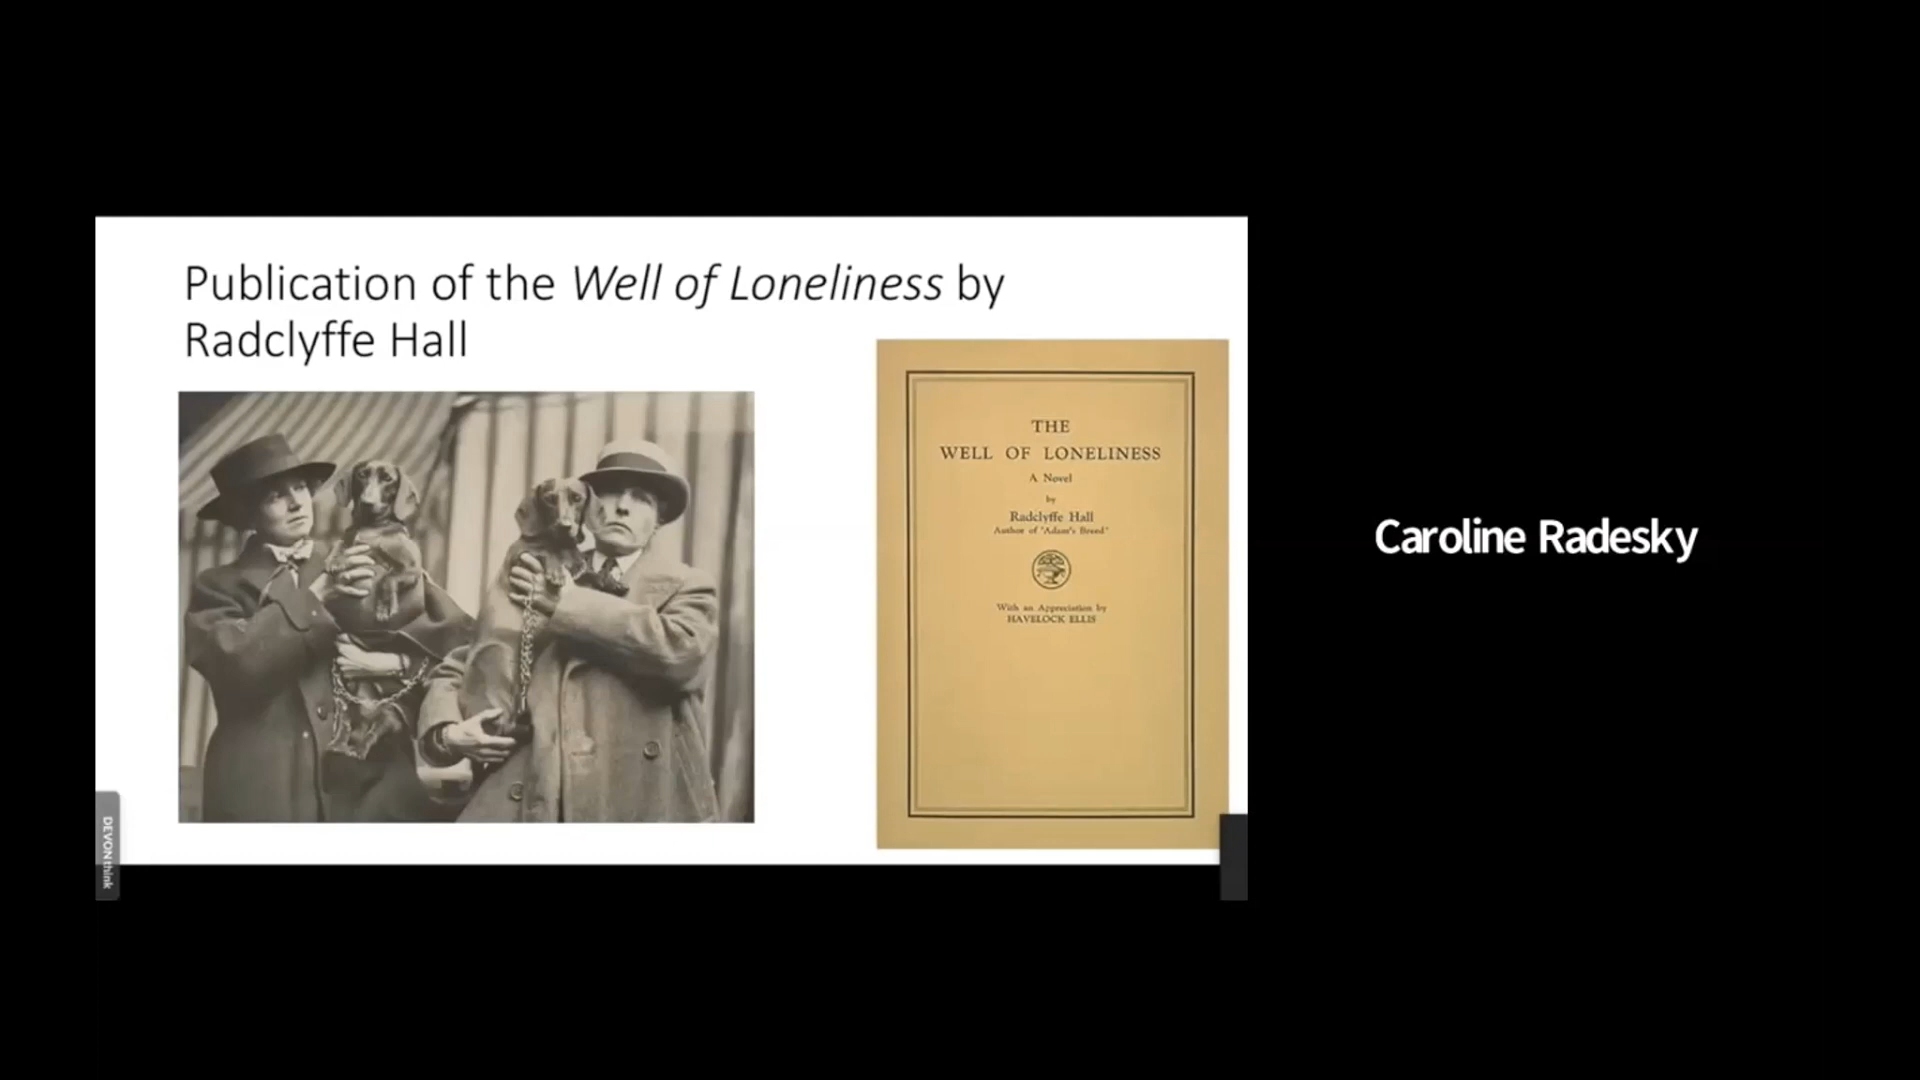 Publication of the Well of Loneliness by
Radclyffe Hall
THE
WELL OF LONELINESS
A Novel
by
Radclyffe Hall
Author of "Adam's Breed"
With an Appreciation by
HAVELOCK ELLIS
DEVONthink
Caroline Radesky